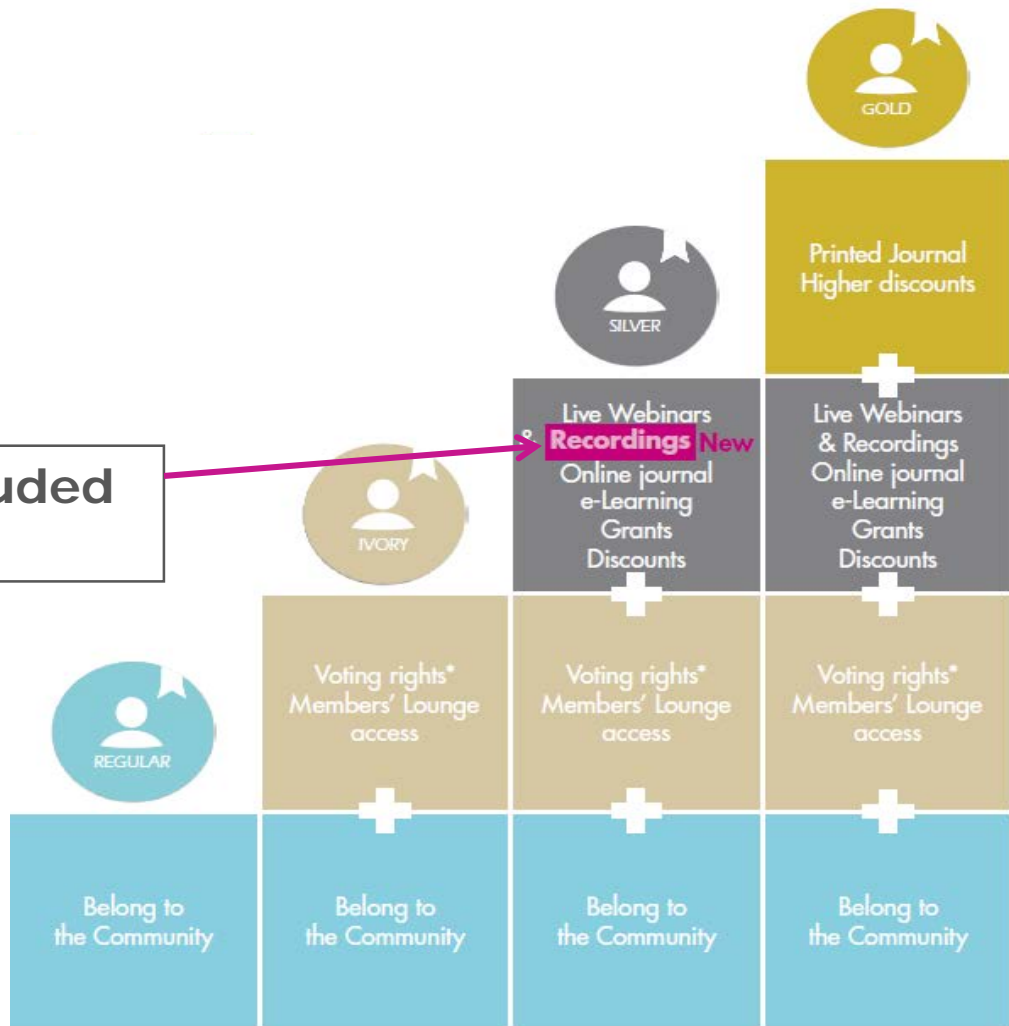 GOLD
Printed Journal
Higher discounts
SILVER
Live Webinars
& Recordings New
Online journal
e-Learning
Grants
Discounts
Live Webinars
& Recordings
Online journal
e-Learning
Grants
Discounts
IVORY
Voting rights*
Members' Lounge
access
Voting rights*
Members' Lounge
access
Voting rights*
Members' Lounge
access
REGULAR
Belong to
the Community
Belong to
the Community
Belong to
the Community
Belong to
the Community